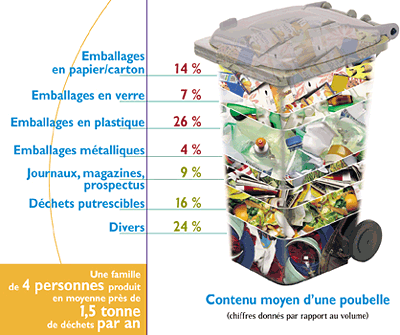 Emballages
en papier/carton 14 %
Emballages en verre 7 %
Emballages en plastique 26 %
Emballages métalliques 4 %
Journaux, magazines,
prospectus 9 %
Déchets putrescibles 16 %
Divers 24 %
Une famille
de 4 personnes produit
en moyenne près de
1,5 tonne
de déchets par an
Contenu moyen d'une poubelle
(chiffres donnés par rapport au volume)